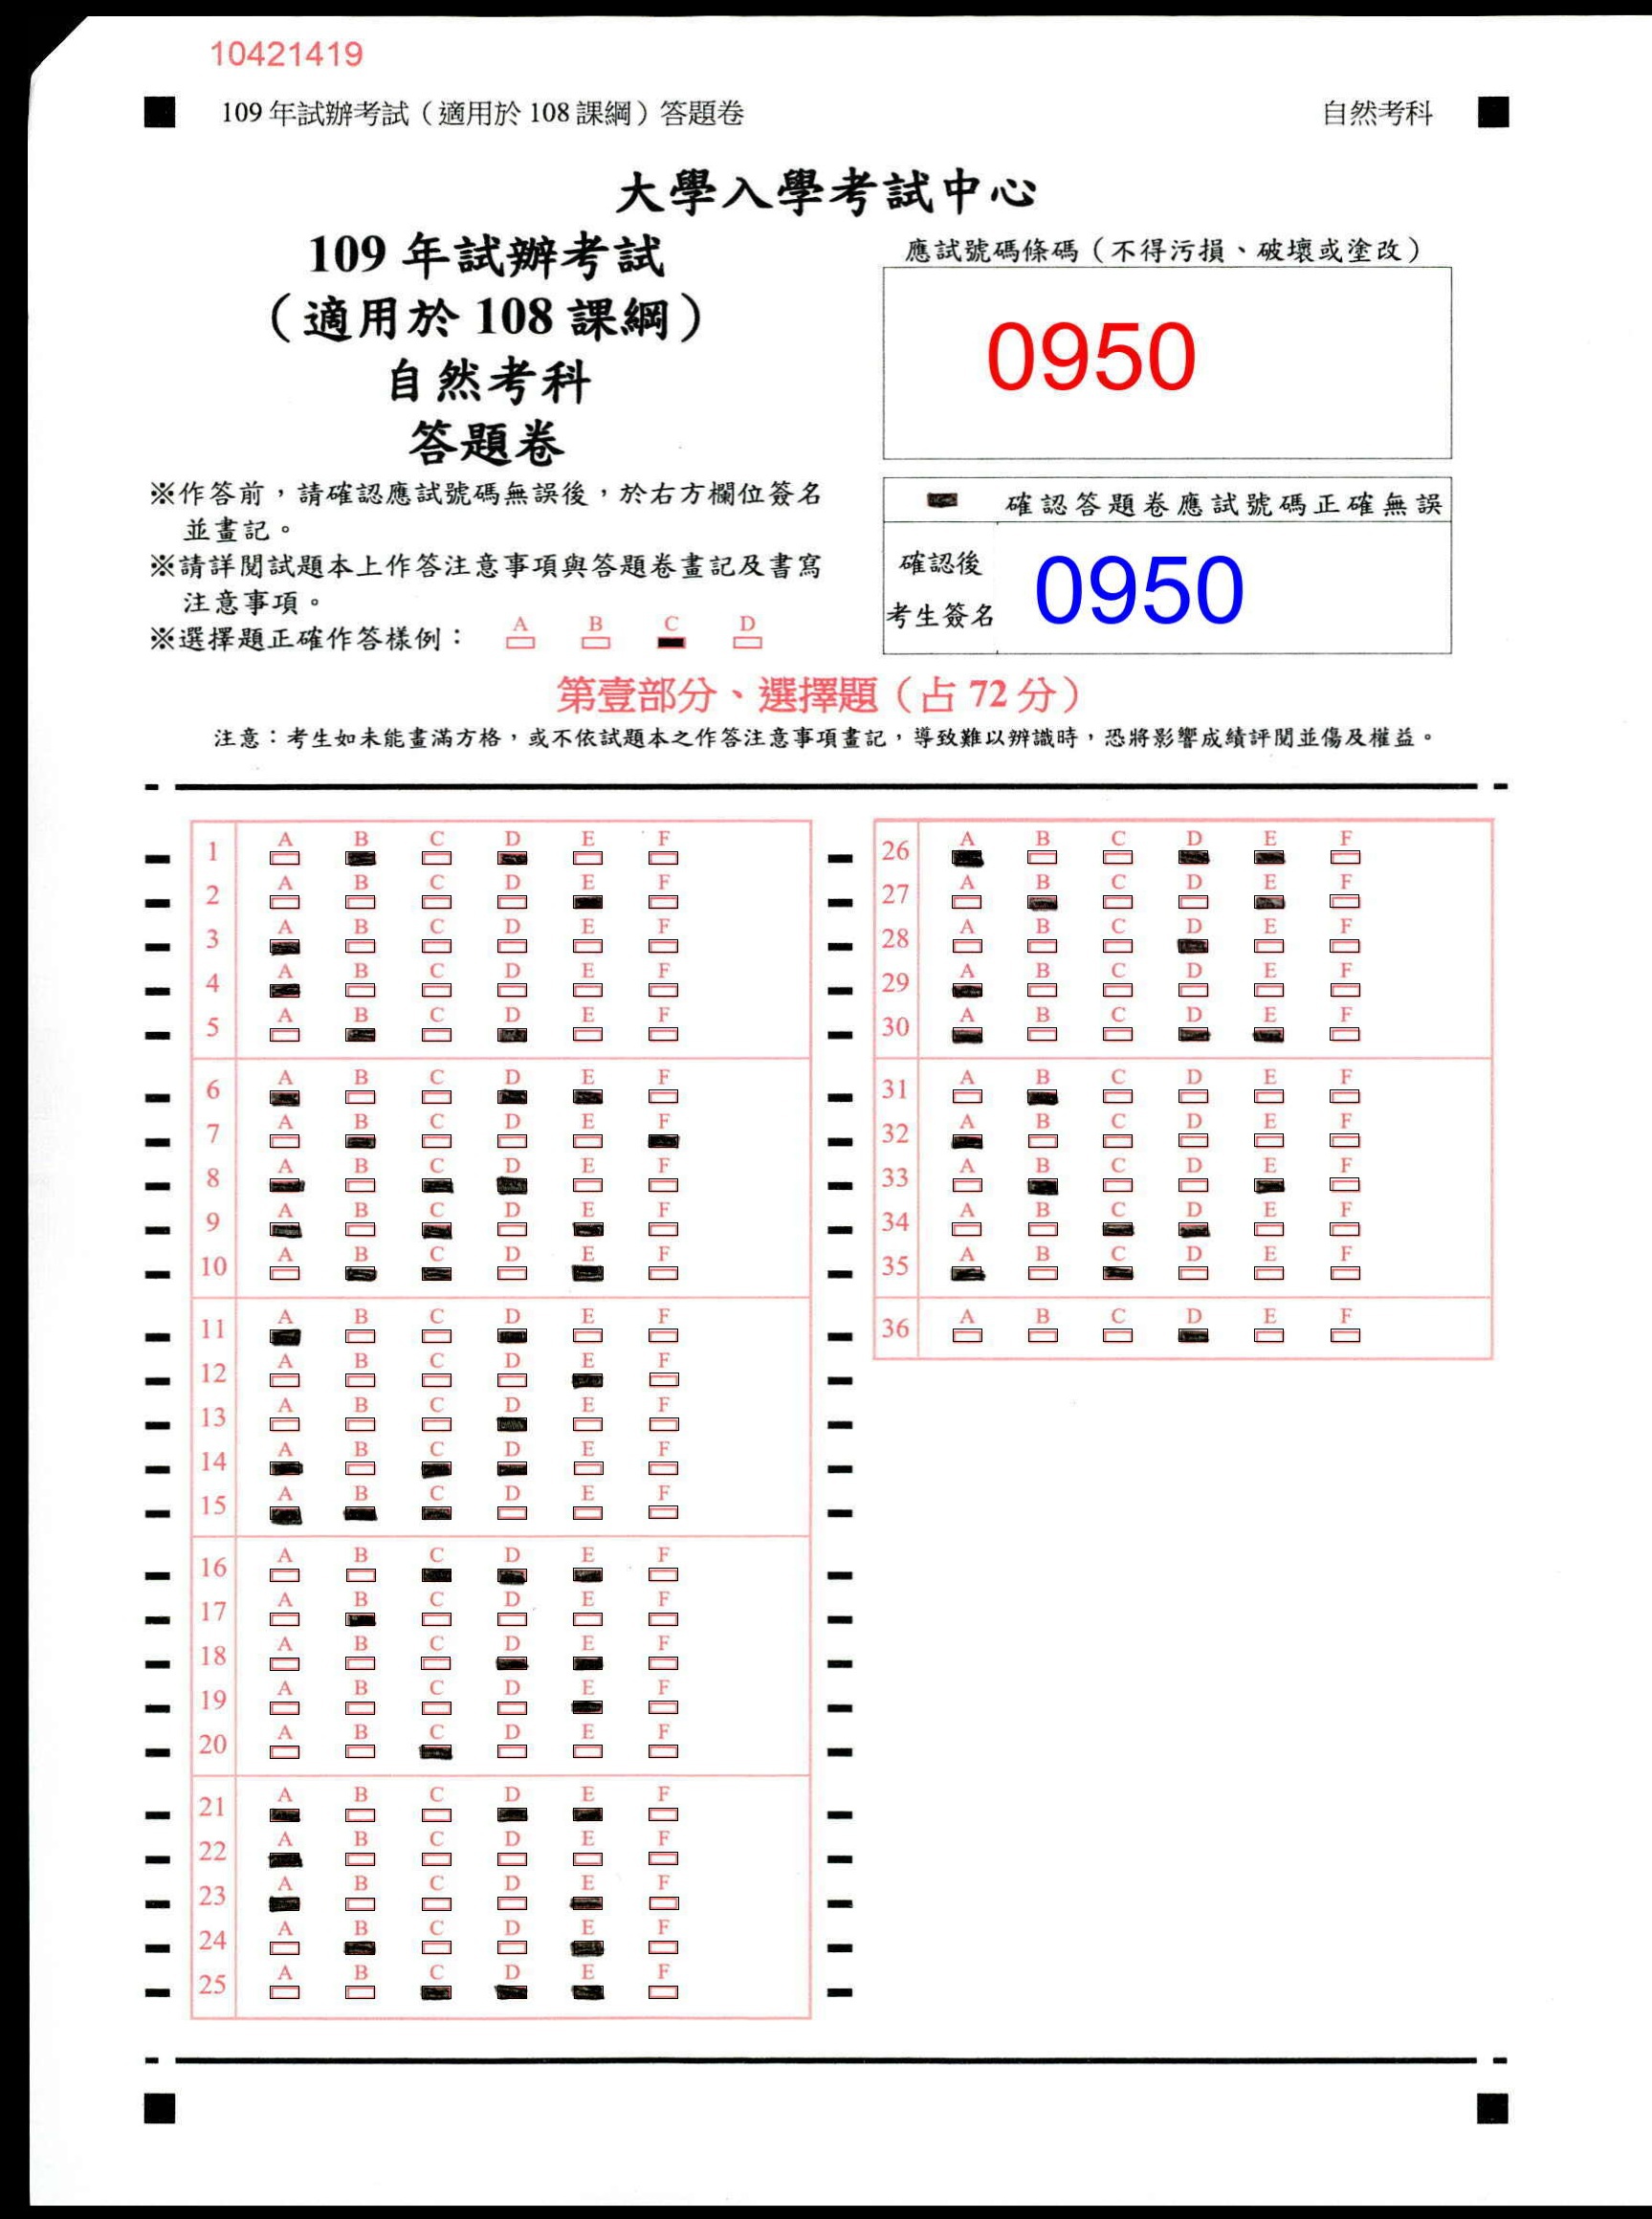 10421419
109 年試辦考試（適用於 108 課綱）答題卷 自然考科
大學入學考試中心
109 年試辦考試
（適用於 108 課綱）
自然考科
答題卷
應試號碼條碼（不得污損、破壞或塗改）
0950
※作答前，請確認應試號碼無誤後，於右方欄位簽名
並畫記。
※請詳閱試題本上作答注意事項與答題卷畫記及書寫
注意事項。
※選擇題正確作答樣例： A B C D
確認答題卷應試號碼正確無誤
確認後
考生簽名
0950
第壹部分、選擇題（占 72 分）
注意：考生如未能畫滿方格，或不依試題本之作答注意事項畫記，導致難以辨識時，恐將影響成績評閱並傷及權益。
1 A B C D E F
2 A B C D E F
3 A B C D E F
4 A B C D E F
5 A B C D E F
6 A B C D E F
7 A B C D E F
8 A B C D E F
9 A B C D E F
10 A B C D E F
11 A B C D E F
12 A B C D E F
13 A B C D E F
14 A B C D E F
15 A B C D E F
16 A B C D E F
17 A B C D E F
18 A B C D E F
19 A B C D E F
20 A B C D E F
21 A B C D E F
22 A B C D E F
23 A B C D E F
24 A B C D E F
25 A B C D E F
26 A B C D E F
27 A B C D E F
28 A B C D E F
29 A B C D E F
30 A B C D E F
31 A B C D E F
32 A B C D E F
33 A B C D E F
34 A B C D E F
35 A B C D E F
36 A B C D E F